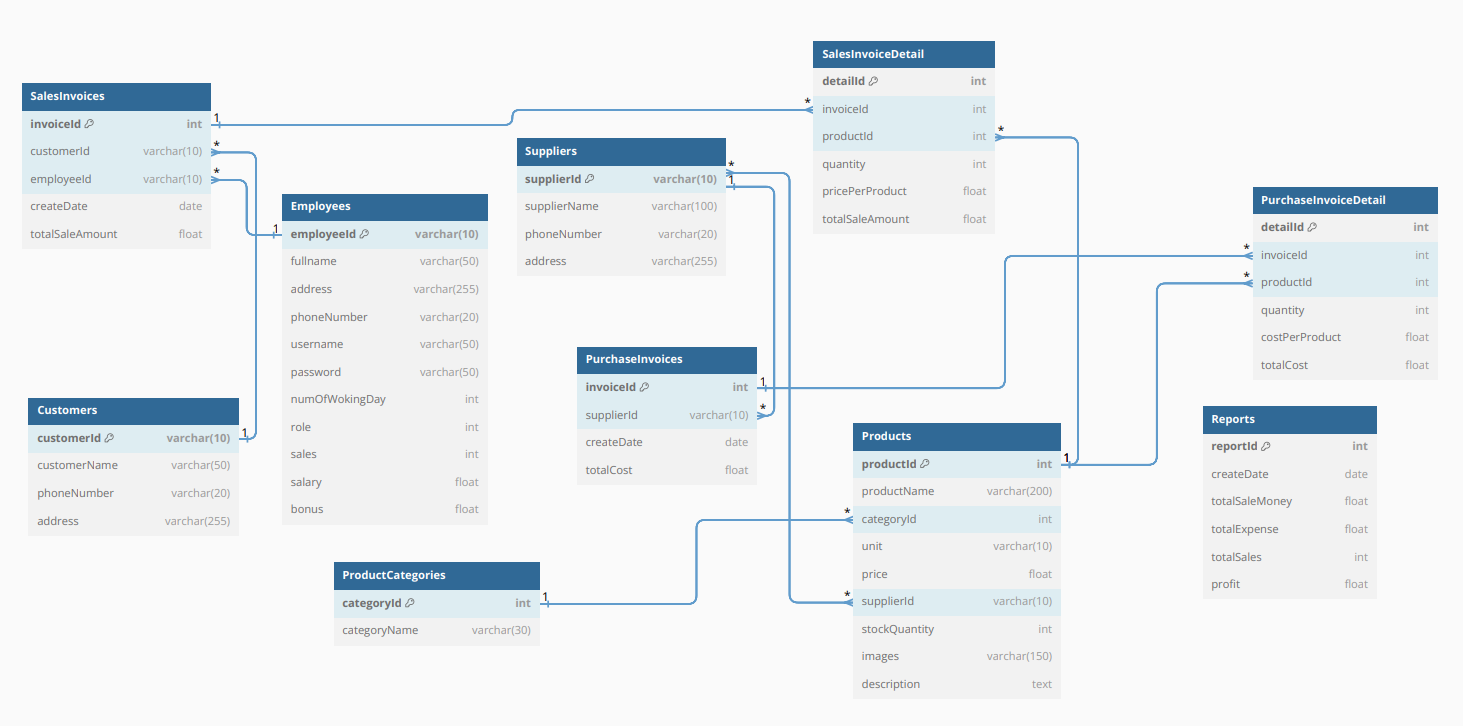 SalesInvoices
invoiceId int
customerId varchar(10)
employeeId varchar(10)
createDate date
totalSaleAmount float
1
*
*
Employees
employeeId varchar(10)
fullname varchar(50)
address varchar(255)
phoneNumber varchar(20)
username varchar(50)
password varchar(50)
numOfWokingDay int
role int
sales int
salary float
bonus float
1
Customers
customerId varchar(10)
customerName varchar(50)
phoneNumber varchar(20)
address varchar(255)
1
Suppliers
supplierId varchar(10)
supplierName varchar(100)
phoneNumber varchar(20)
address varchar(255)
*
1
PurchaseInvoices
invoiceId int
supplierId varchar(10)
createDate date
totalCost float
1
*
ProductCategories
categoryId int
categoryName varchar(30)
1
SalesInvoiceDetail
detailId int
invoiceId int
productId int
quantity int
pricePerProduct float
totalSaleAmount float
*
*
Products
productId int
productName varchar(200)
categoryId int
unit varchar(10)
price float
supplierId varchar(10)
stockQuantity int
images varchar(150)
description text
1
*
*
PurchaseInvoiceDetail
detailId int
invoiceId int
productId int
quantity int
costPerProduct float
totalCost float
*
*
Reports
reportId int
createDate date
totalSaleMoney float
totalExpense float
totalSales int
profit float